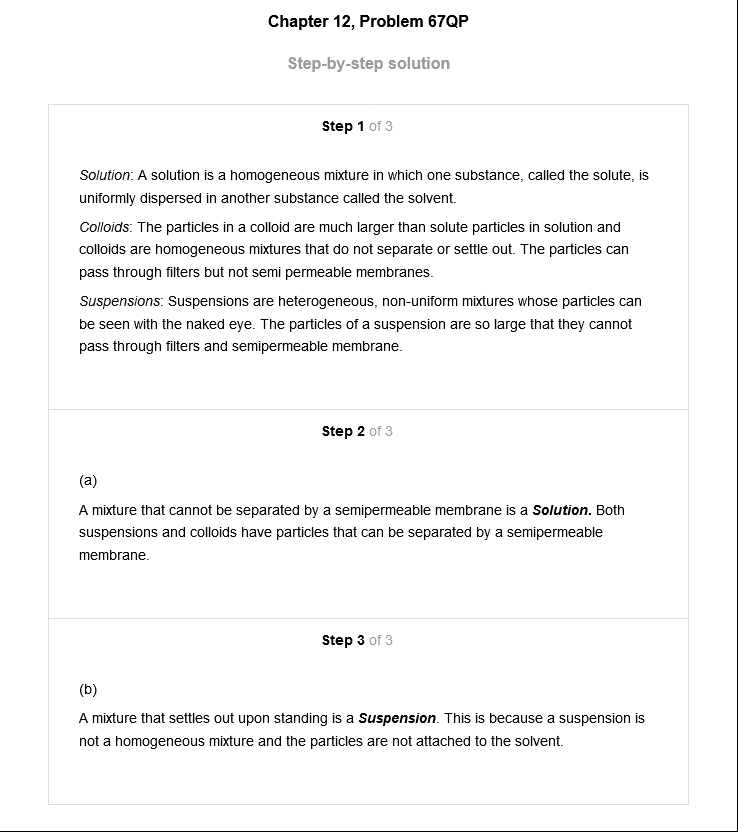 Chapter 12, Problem 67QP
Step-by-step solution
Step 1 of 3
Solution: A solution is a homogeneous mixture in which one substance, called the solute, is
uniformly dispersed in another substance called the solvent.
Colloids: The particles in a colloid are much larger than solute particles in solution and
colloids are homogeneous mixtures that do not separate or settle out. The particles can
pass through filters but not semi permeable membranes.
Suspensions: Suspensions are heterogeneous, non-uniform mixtures whose particles can
be seen with the naked eye. The particles of a suspension are so large that they cannot
pass through filters and semipermeable membrane.
Step 2 of 3
(a)
A mixture that cannot be separated by a semipermeable membrane is a Solution. Both
suspensions and colloids have particles that can be separated by a semipermeable
membrane.
Step 3 of 3
(b)
A mixture that settles out upon standing is a Suspension. This is because a suspension is
not a homogeneous mixture and the particles are not attached to the solvent.